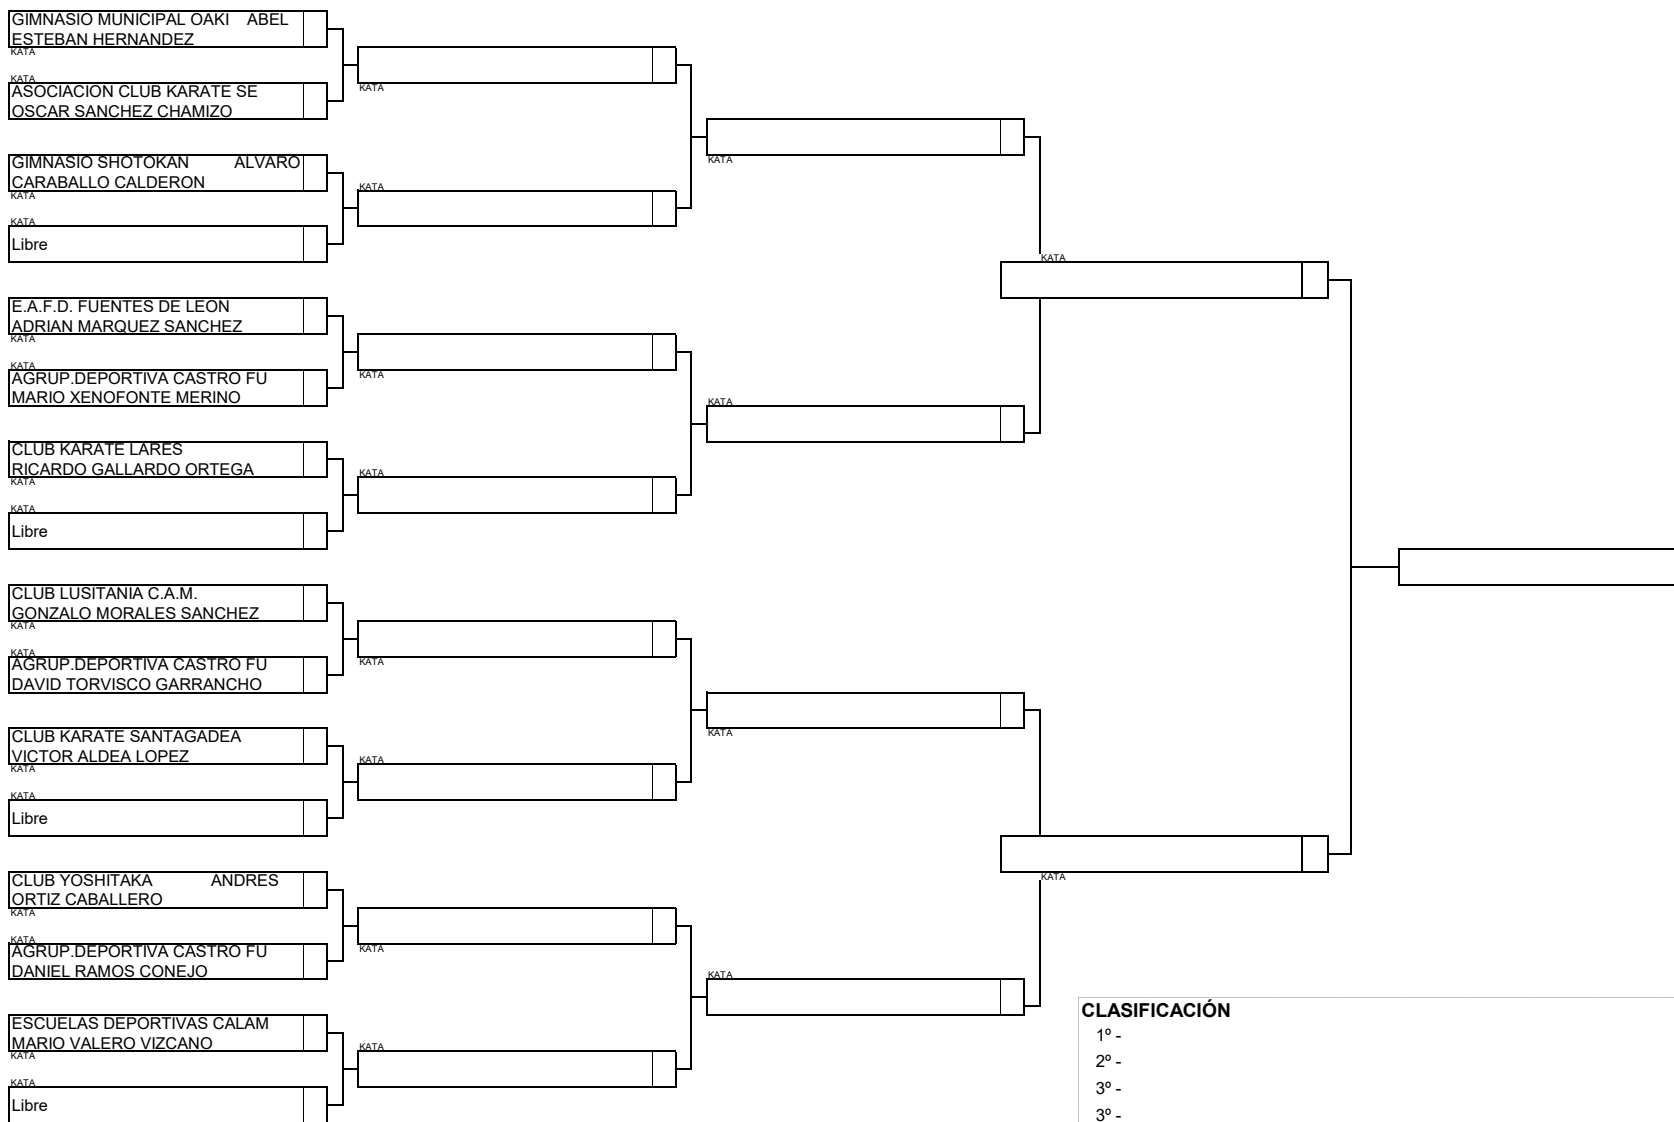 GIMNASIO MUNICIPAL OAKI ABEL
ESTEBAN HERNANDEZ
KATA
KATA
ASOCIACION CLUB KARATE SE
OSCAR SANCHEZ CHAMIZO
GIMNASIO SHOTOKAN ALVARO
CARABALLO CALDERON
KATA
KATA
Libre
E.A.F.D. FUENTES DE LEON
ADRIAN MARQUEZ SANCHEZ
KATA
KATA
AGRUP.DEPORTIVA CASTRO FU
MARIO XENOFONTE MERINO
CLUB KARATE LARES
RICARDO GALLARDO ORTEGA
KATA
KATA
Libre
CLUB LUSITANIA C.A.M.
GONZALO MORALES SANCHEZ
KATA
KATA
AGRUP.DEPORTIVA CASTRO FU
DAVID TORVISCO GARRANCHO
CLUB KARATE SANTAGADEA
VICTOR ALDEA LOPEZ
KATA
KATA
Libre
CLUB YOSHITAKA ANDRES
ORTIZ CABALLERO
KATA
KATA
AGRUP.DEPORTIVA CASTRO FU
DANIEL RAMOS CONEJO
ESCUELAS DEPORTIVAS CALAM
MARIO VALERO VIZCANO
KATA
KATA
Libre
KATA
KATA
KATA
KATA
KATA
KATA
KATA
KATA
KATA
KATA
KATA
KATA
KATA
KATA
CLASIFICACIÓN
1º -
2º -
3º -
3º -